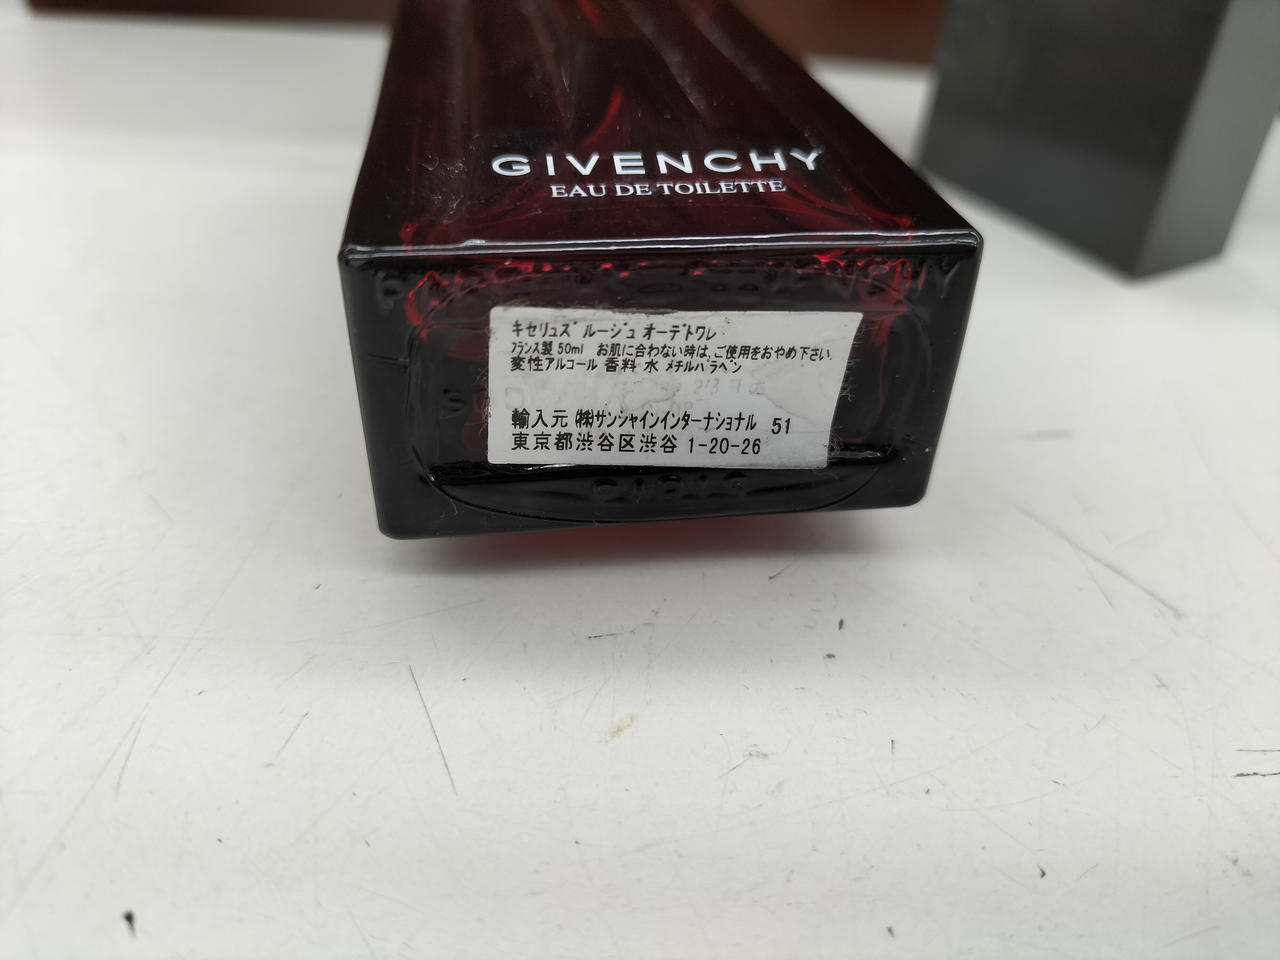 GIVENCHY
EAU DE TOILETTE
キセリュズ ルージュ オーデトワレ
フランス製 50ml お肌に合わない時は、ご使用をおやめ下さい.
変性アルコール 香料 水 メチルパラベン
輸入元 ㈱サンシャインインターナショナル 51
東京都渋谷区渋谷 1-20-26
PARIS